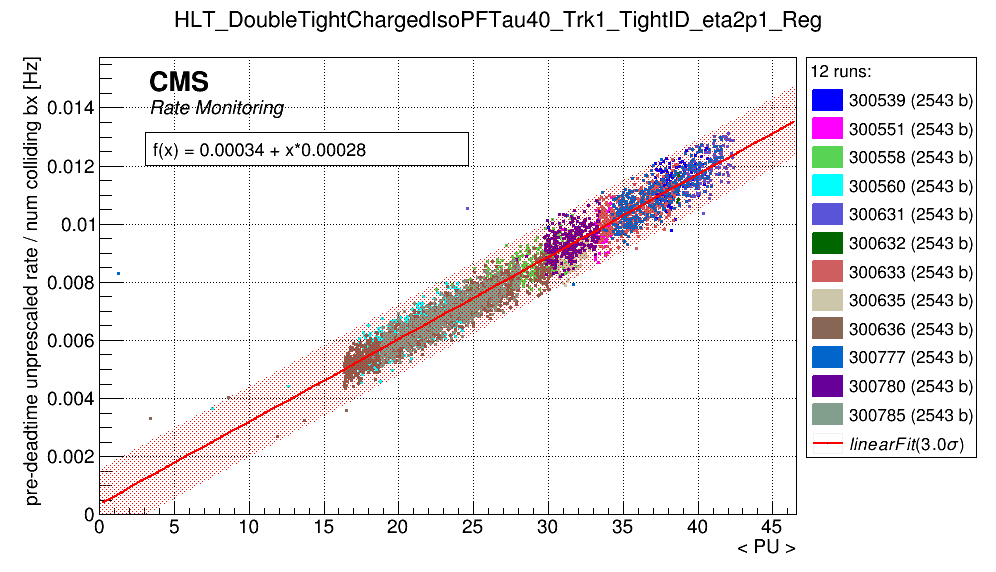 HLT_DoubleTightChargedIsoPFTau40_Trk1_TightID_eta2p1_Reg
pre-deadtime unprescaled rate / num colliding bx [Hz]
CMS
Rate Monitoring
f(x) = 0.00034 + x*0.00028
0.014
0.012
0.01
0.008
0.006
0.004
0.002
0
0 5 10 15 20 25 30 35 40 45
< PU >
12 runs:
300539 (2543 b)
300551 (2543 b)
300558 (2543 b)
300560 (2543 b)
300631 (2543 b)
300632 (2543 b)
300633 (2543 b)
300635 (2543 b)
300636 (2543 b)
300777 (2543 b)
300780 (2543 b)
300785 (2543 b)
linearFit(3.0σ)